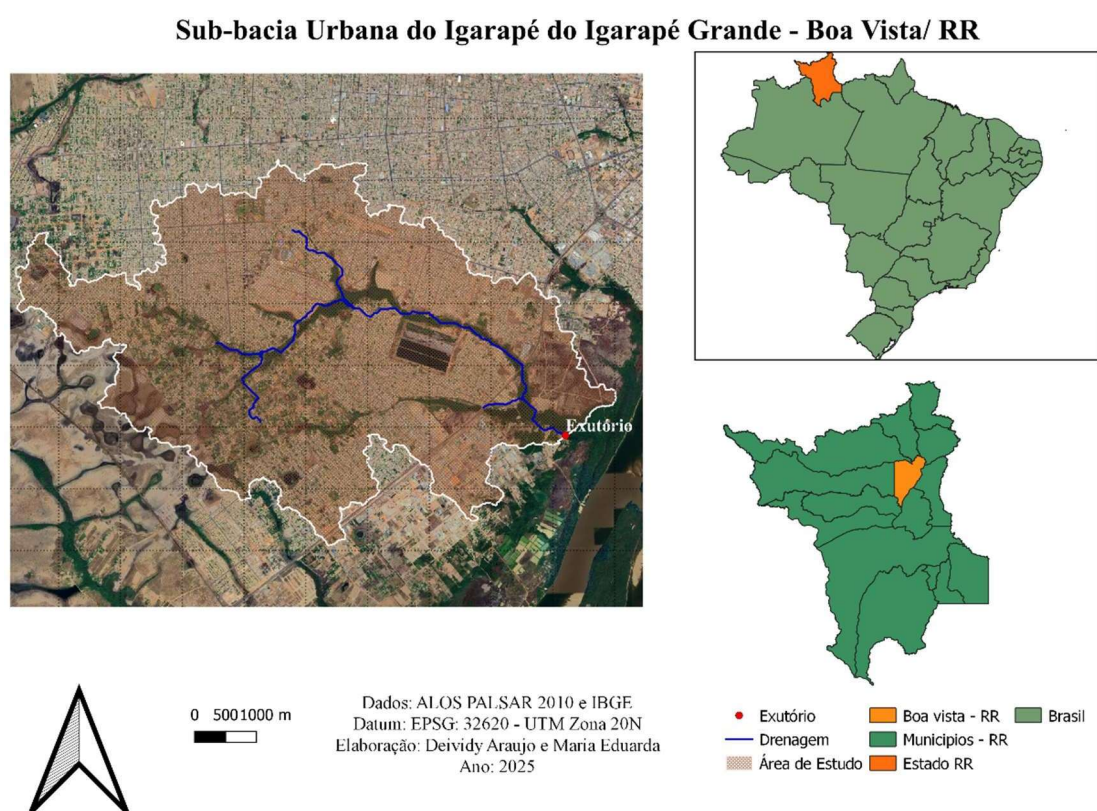 Sub-bacia Urbana do Igarapé do Igarapé Grande - Boa Vista/ RR
Exutório
0 5001000 m
Dados: ALOS PALSAR 2010 e IBGE
Datum: EPSG: 32620 - UTM Zona 20N
Elaboração: Deividy Araujo e Maria Eduarda
Ano: 2025
Exutório
Drenagem
Área de Estudo
Boa vista - RR
Municipios - RR
Estado RR
Brasil